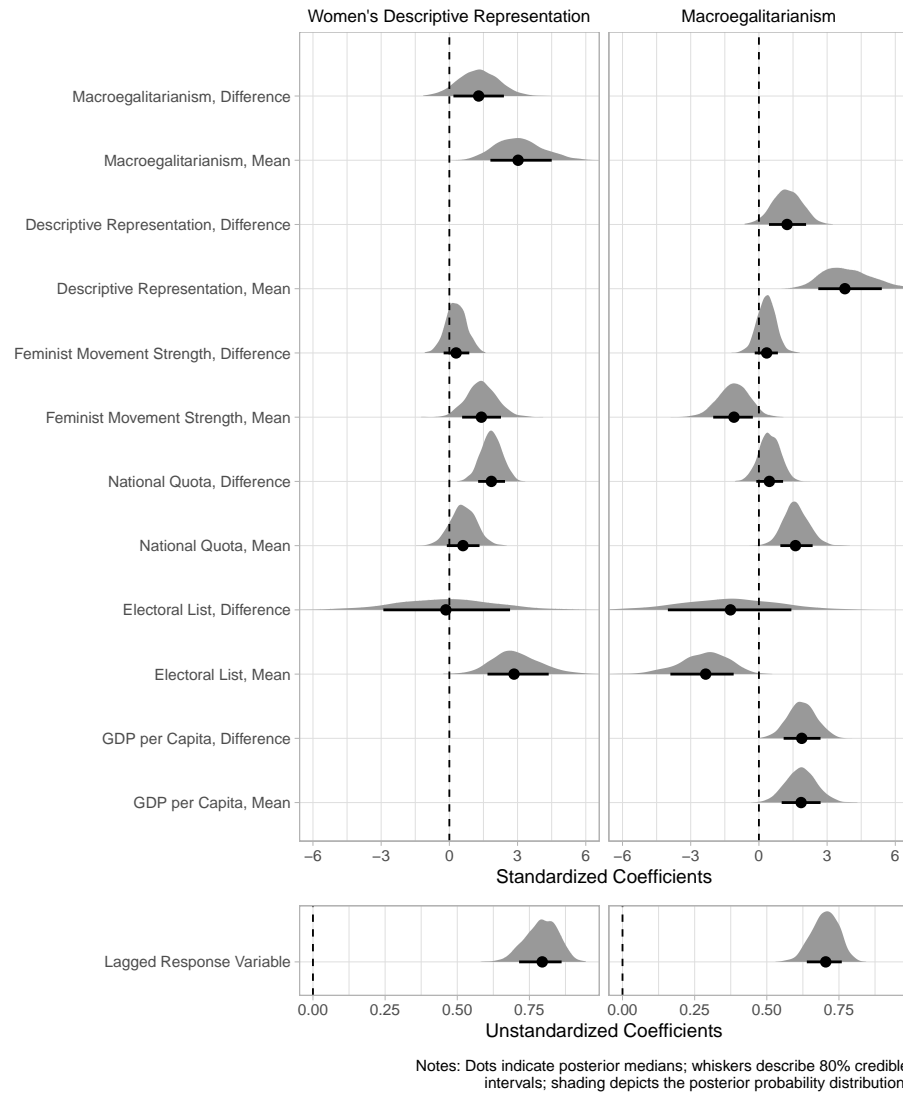 Women's Descriptive Representation
Macroegalitarianism
Macroegalitarianism, Difference
Macroegalitarianism, Mean
Descriptive Representation, Difference
Descriptive Representation, Mean
Feminist Movement Strength, Difference
Feminist Movement Strength, Mean
National Quota, Difference
National Quota, Mean
Electoral List, Difference
Electoral List, Mean
GDP per Capita, Difference
GDP per Capita, Mean
−6 −3 0 3 6 −6 −3 0 3 6
Standardized Coefficients
Lagged Response Variable
0.00 0.25 0.50 0.75 0.00 0.25 0.50 0.75
Unstandardized Coefficients
Notes: Dots indicate posterior medians; whiskers describe 80% credible
intervals; shading depicts the posterior probability distribution